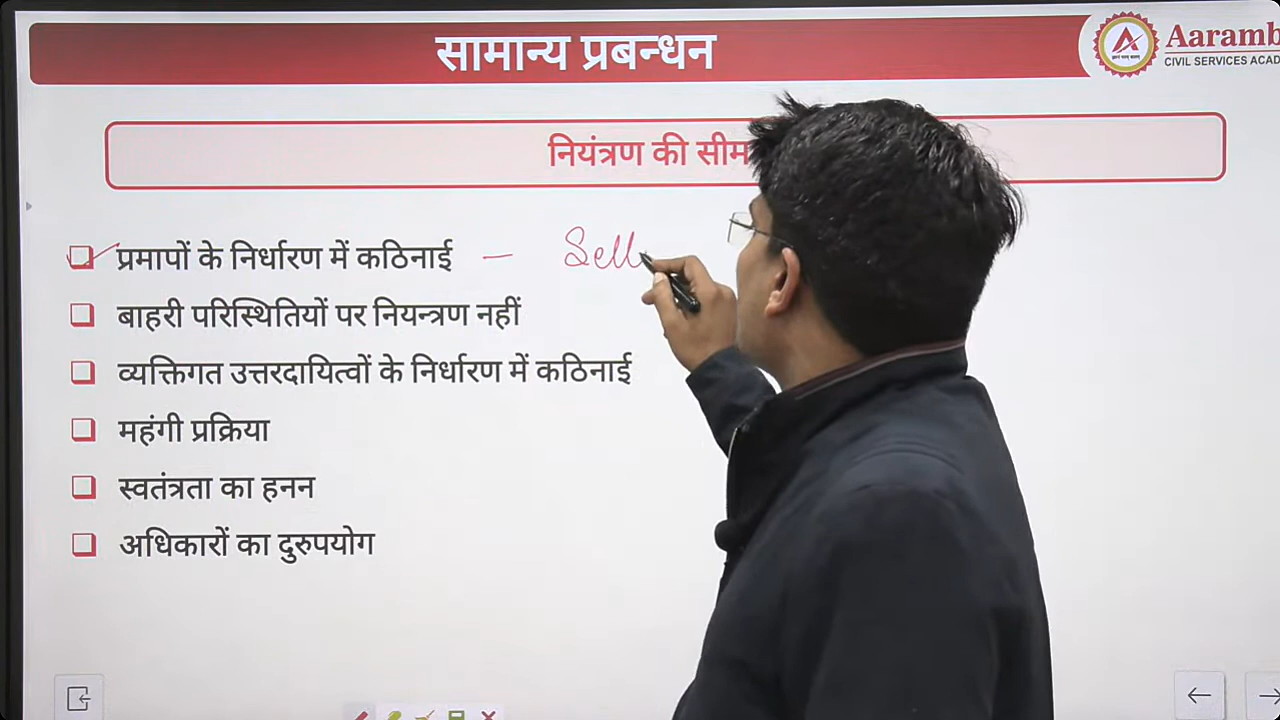 सामान्य प्रबन्धन
Aaramb
CIVIL SERVICES ACAD
नियंत्रण की सीम
प्रमापों के निर्धारण में कठिनाई — Sell
बाहरी परिस्थितियों पर नियन्त्रण नहीं
व्यक्तिगत उत्तरदायित्वों के निर्धारण में कठिनाई
महंगी प्रक्रिया
स्वतंत्रता का हनन
अधिकारों का दुरुपयोग